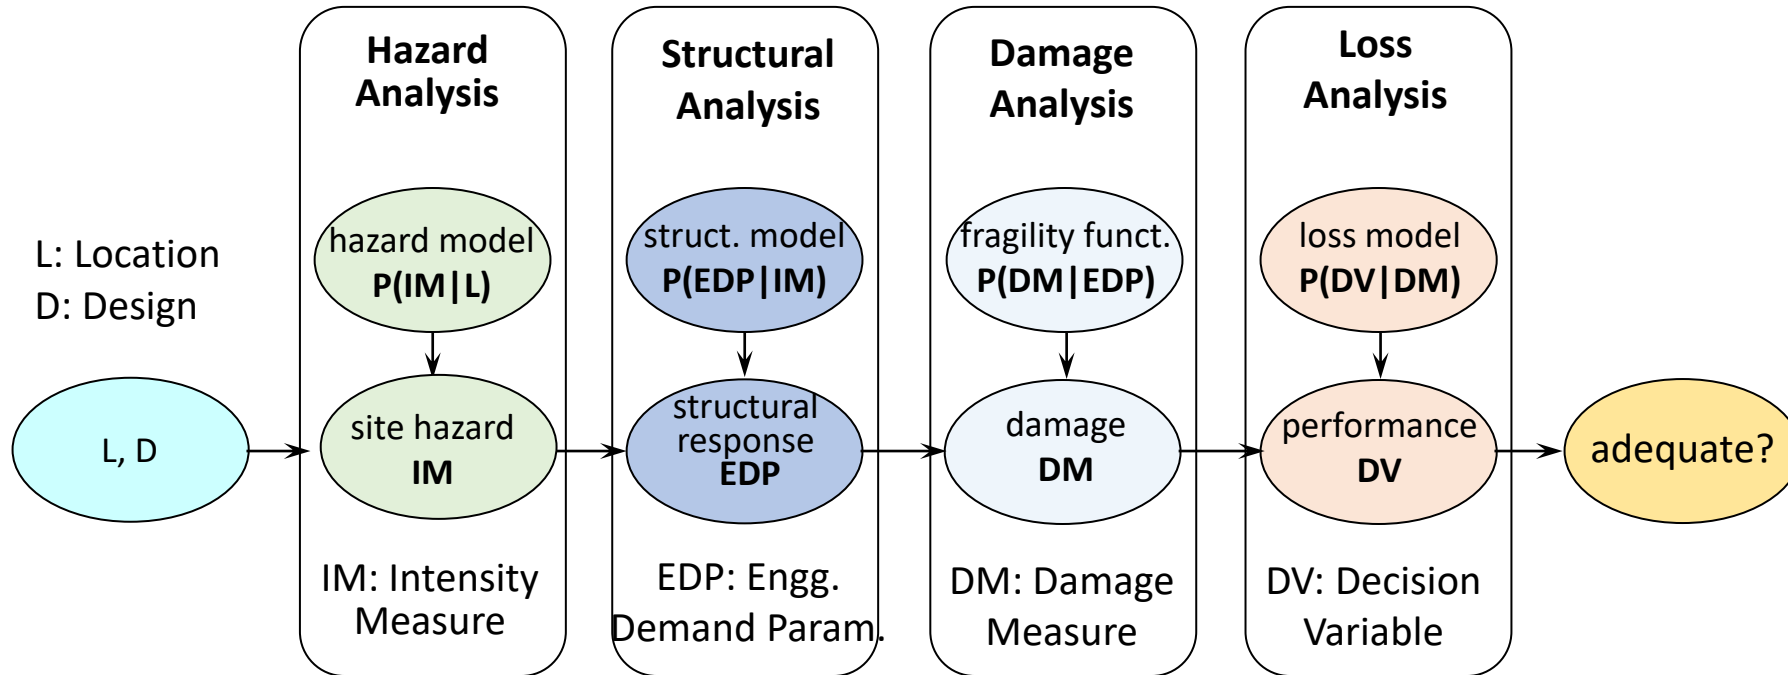 L: Location
D: Design
L, D
Hazard
Analysis
hazard model
P(IM|L)
site hazard
IM
IM: Intensity
Measure
Structural
Analysis
struct. model
P(EDP|IM)
structural
response
EDP
EDP: Engg.
Demand Param.
Damage
Analysis
fragility funct.
P(DM|EDP)
damage
DM
DM: Damage
Measure
Loss
Analysis
loss model
P(DV|DM)
performance
DV
DV: Decision
Variable
adequate?